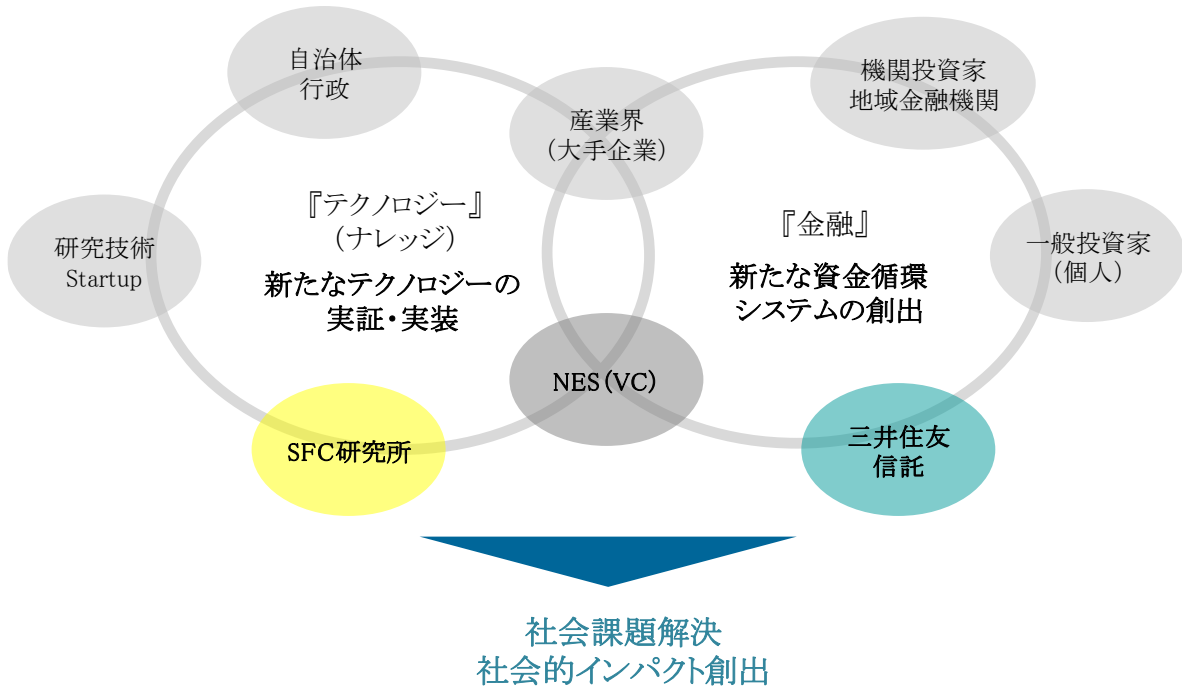 自治体
行政
機関投資家
地域金融機関
産業界
（大手企業）
研究技術
Startup
『テクノロジー』
（ナレッジ）
新たなテクノロジーの
実証・実装
『金融』
新たな資金循環
システムの創出
一般投資家
（個人）
SFC研究所
NES（VC）
三井住友
信託
社会課題解決
社会的インパクト創出